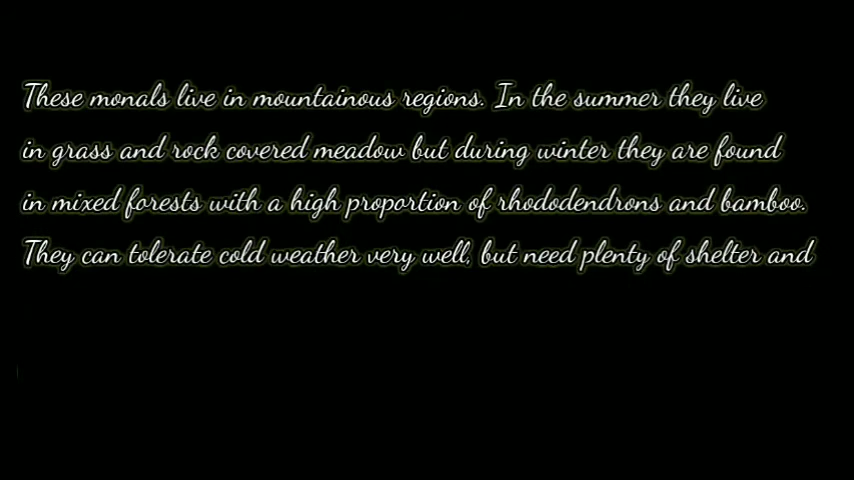 These monals live in mountainous regions. In the summer they live
in grass and rock covered meadow but during winter they are found
in mixed forests with a high proportion of rhododendrons and bamboo.
They can tolerate cold weather very well, but need plenty of shelter and